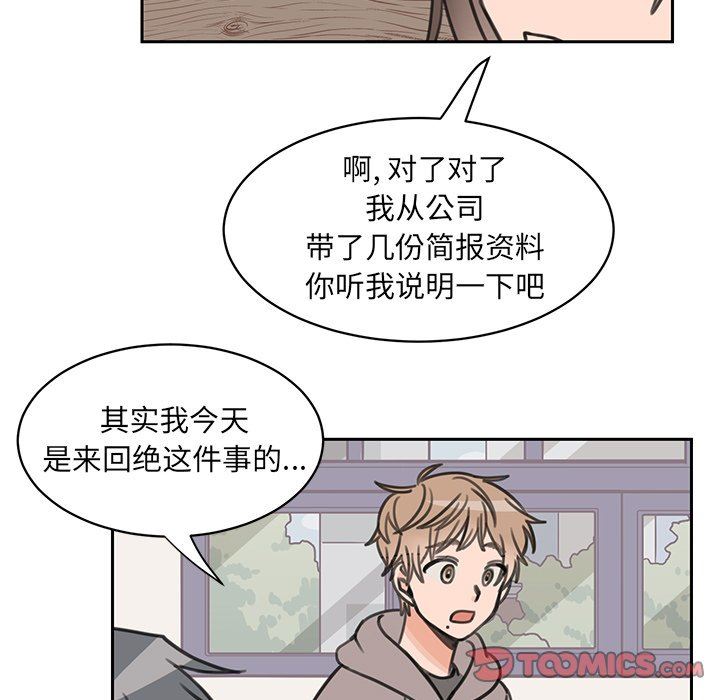 啊, 对了对了
我从公司
带了几份简报资料
你听我说明一下吧
其实我今天
是来回绝这件事的...
TOOMICS.COM